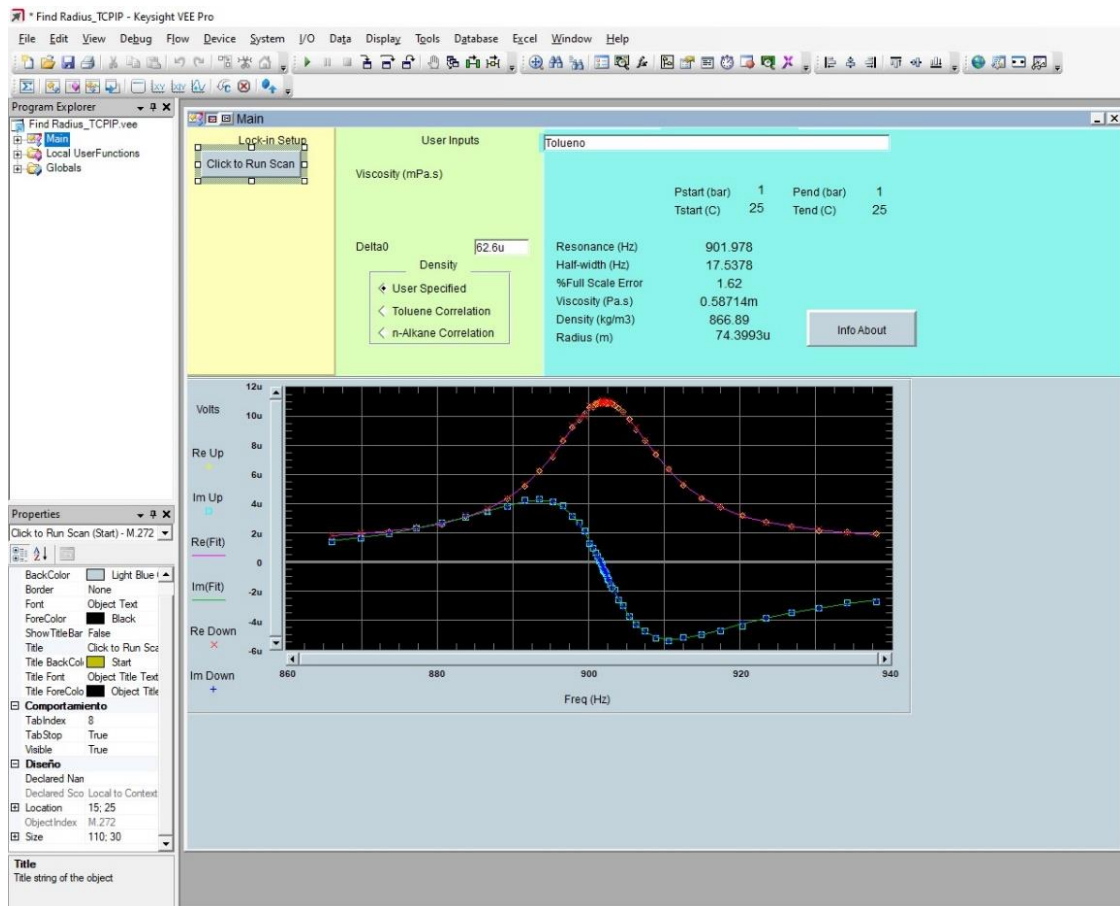 * Find Radius_TCPIP - Keysight VEE Pro
File Edit View Debug Flow Device System I/O Data Display Tools Database Excel Window Help
Program Explorer
Find Radius_TCPIP.vee
Main
Local UserFunctions
Globals
Main
Lock-in Setup
Click to Run Scan
User Inputs
Viscosity (mPa.s)
Delta0 62.6u
Density
User Specified
Toluene Correlation
n-Alkane Correlation
Tolueno
Pstart (bar) 1 Pend (bar) 1
Tstart (C) 25 Tend (C) 25
Resonance (Hz) 901.978
Half-width (Hz) 17.5378
%Full Scale Error 1.62
Viscosity (Pa.s) 0.58714m
Density (kg/m3) 866.89
Radius (m) 74.3993u
Info About
Volts
Re Up
Im Up
Re(Fit)
Im(Fit)
Re Down
Im Down
12u
10u
8u
6u
4u
2u
0
-2u
-4u
-6u
860 880 900 920 940
Freq (Hz)
Properties
Click to Run Scan (Start) - M.272
BackColor Light Blue
Border None
Font Object Text
ForeColor Black
ShowTitleBar False
Title Click to Run Sca
Title BackCol Start
Title Font Object Title Text
Title ForeColo Object Title
Comportamiento
TabIndex 8
TabStop True
Visible True
Diseño
Declared Nan
Declared Sco Local to Context
Location 15; 25
ObjectIndex M.272
Size 110; 30
Title
Title string of the object